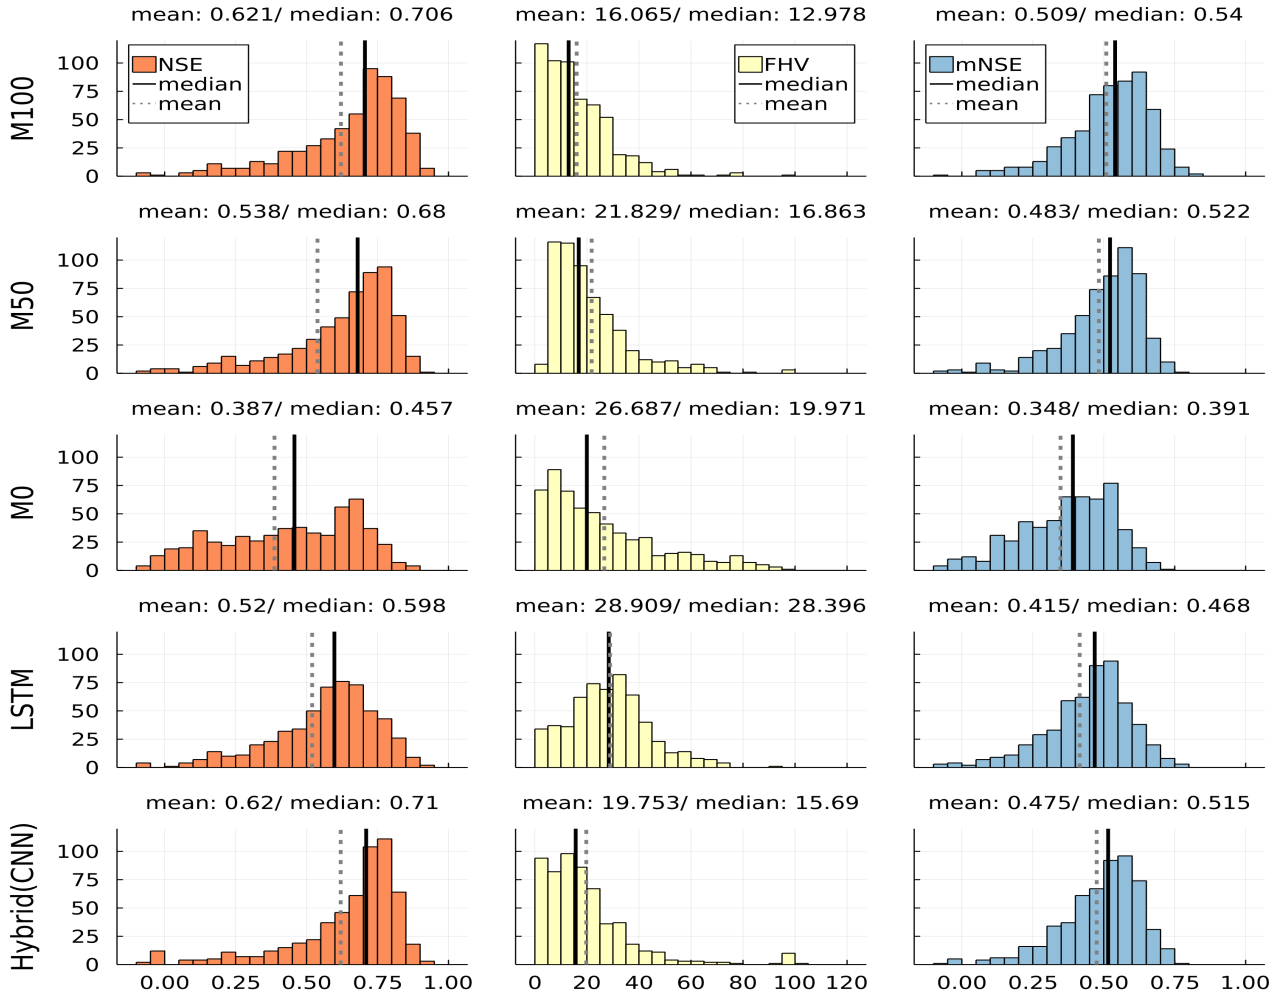 mean: 0.621/ median: 0.706
mean: 16.065/ median: 12.978
mean: 0.509/ median: 0.54
M100
100
75
50
25
0
NSE
median
mean
FHV
median
mean
mNSE
median
mean
mean: 0.538/ median: 0.68
mean: 21.829/ median: 16.863
mean: 0.483/ median: 0.522
M50
100
75
50
25
0
mean: 0.387/ median: 0.457
mean: 26.687/ median: 19.971
mean: 0.348/ median: 0.391
M0
100
75
50
25
0
mean: 0.52/ median: 0.598
mean: 28.909/ median: 28.396
mean: 0.415/ median: 0.468
LSTM
100
75
50
25
0
mean: 0.62/ median: 0.71
mean: 19.753/ median: 15.69
mean: 0.475/ median: 0.515
Hybrid(CNN)
100
75
50
25
0
0.00 0.25 0.50 0.75 1.00
0 20 40 60 80 100 120
0.00 0.25 0.50 0.75 1.00